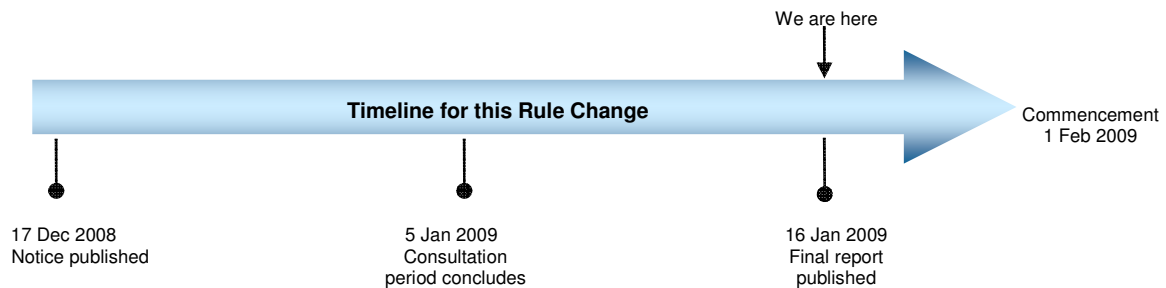 We are here
Timeline for this Rule Change
Commencement
1 Feb 2009
17 Dec 2008
Notice published
5 Jan 2009
Consultation
period concludes
16 Jan 2009
Final report
published